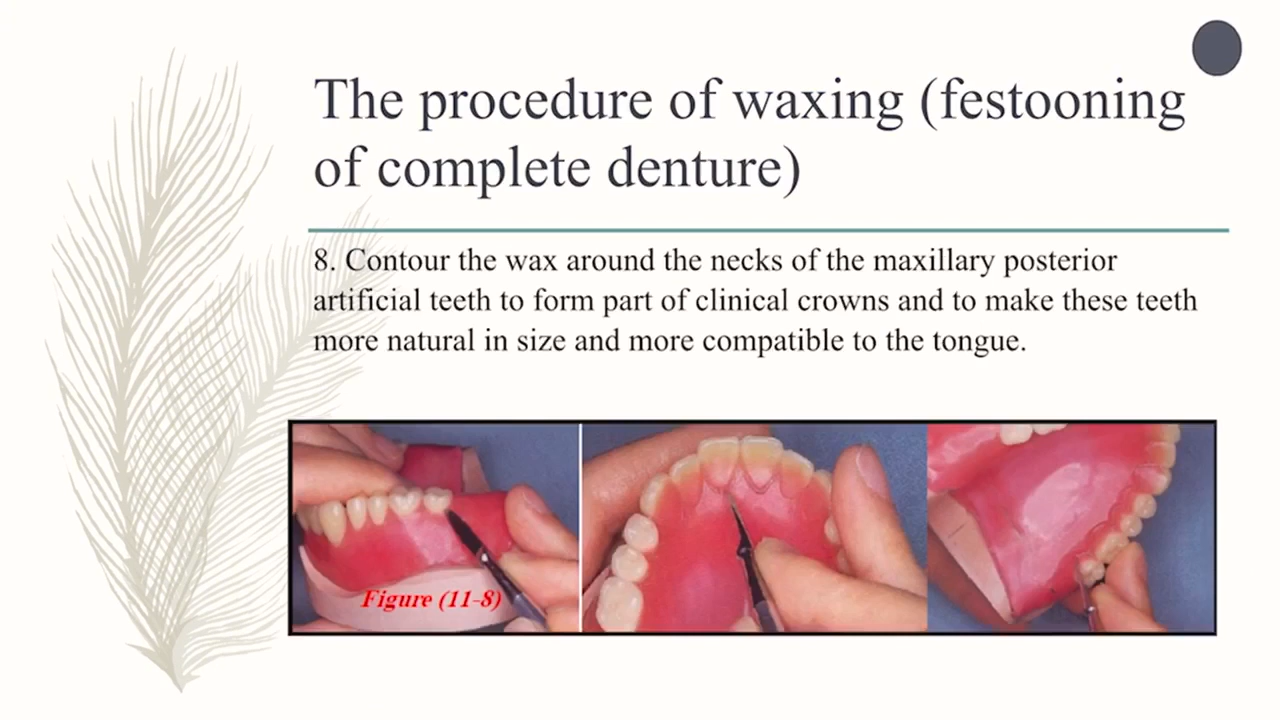 The procedure of waxing (festooning
of complete denture)
8. Contour the wax around the necks of the maxillary posterior
artificial teeth to form part of clinical crowns and to make these teeth
more natural in size and more compatible to the tongue.
Figure (11-8)